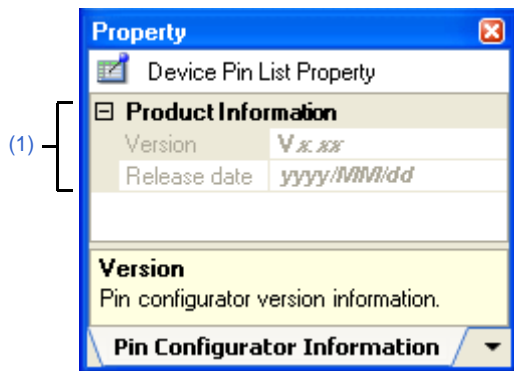 Property
Device Pin List Property
(1)
Product Information
Version V x.xx
Release date yyyy/MM/dd
Version
Pin configurator version information.
Pin Configurator Information